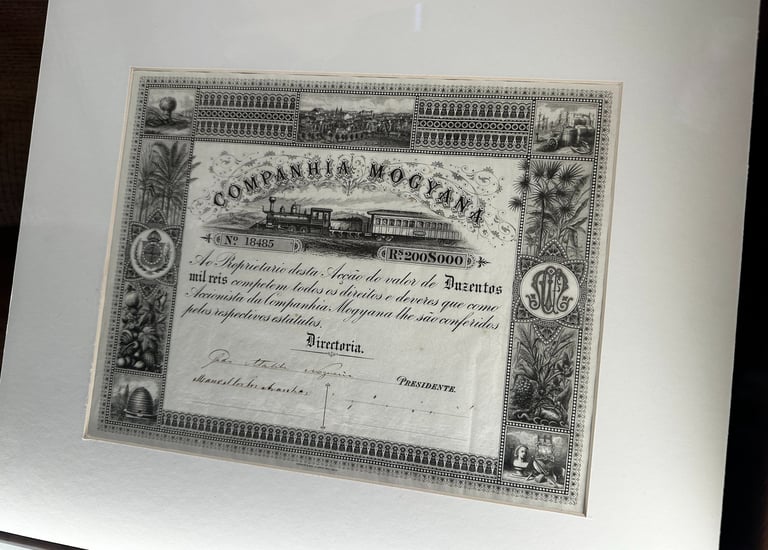 COMPANHIA MOGYANA
Nº 18485
Rs. 200$000
Ao Proprietario desta Acção do valor de Duzentos
mil reis competem todos os direitos e deveres que como
Accionista da Companhia Mogyana lhe são conferidos
pelos respectivos estatutos.
Directoria.
PRESIDENTE.